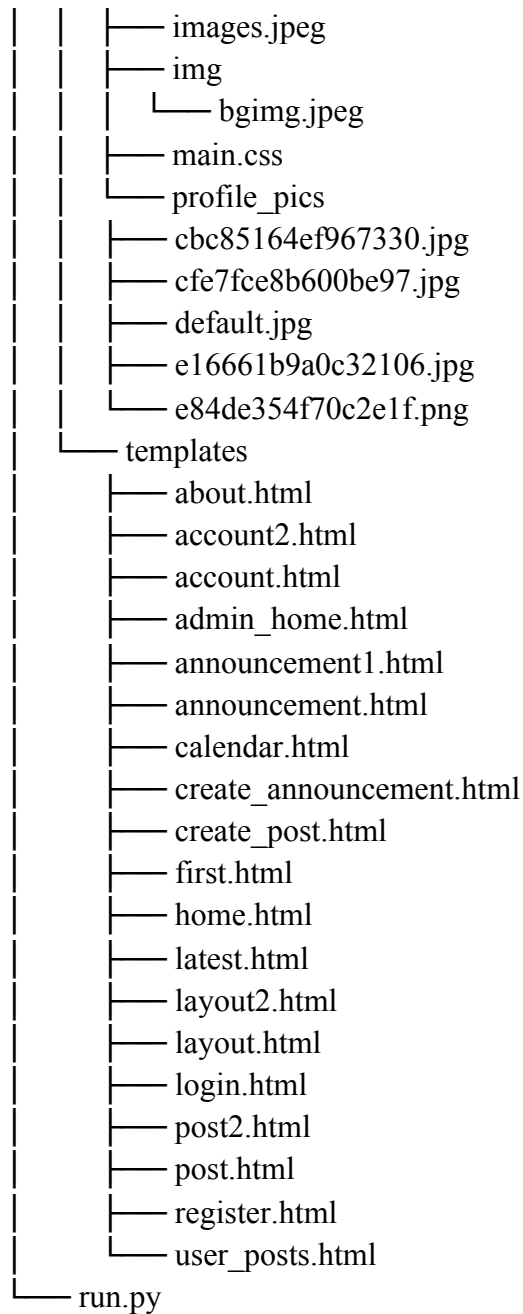 │   │   ├── images.jpeg
│   │   ├── img
│   │   │   └── bgimg.jpeg
│   │   ├── main.css
│   │   └── profile_pics
│   │       ├── cbc85164ef967330.jpg
│   │       ├── cfe7fce8b600be97.jpg
│   │       ├── default.jpg
│   │       ├── e16661b9a0c32106.jpg
│   │       └── e84de354f70c2e1f.png
│   └── templates
│       ├── about.html
│       ├── account2.html
│       ├── account.html
│       ├── admin_home.html
│       ├── announcement1.html
│       ├── announcement.html
│       ├── calendar.html
│       ├── create_announcement.html
│       ├── create_post.html
│       ├── first.html
│       ├── home.html
│       ├── latest.html
│       ├── layout2.html
│       ├── layout.html
│       ├── login.html
│       ├── post2.html
│       ├── post.html
│       ├── register.html
│       └── user_posts.html
└── run.py